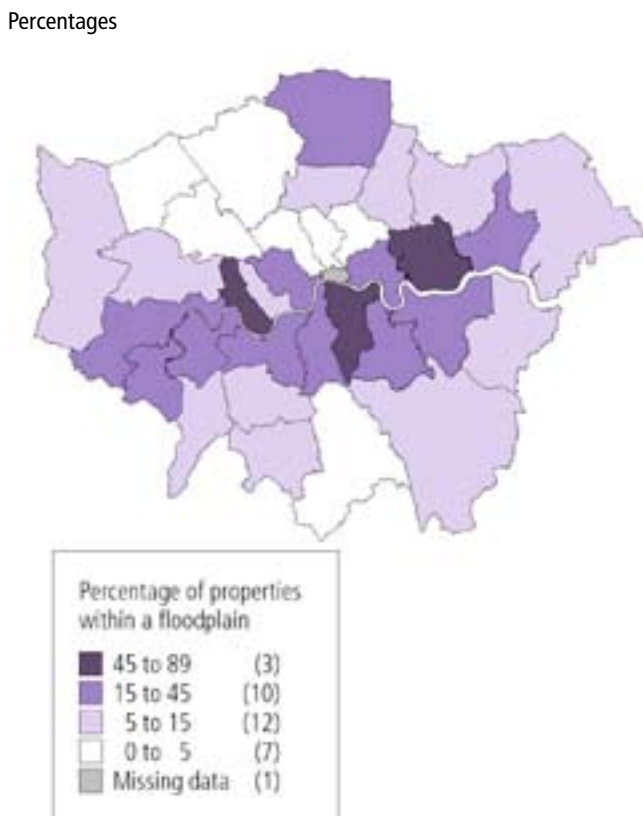 Percentages
Percentage of properties
within a floodplain
45 to 89 (3)
15 to 45 (10)
5 to 15 (12)
0 to 5 (7)
Missing data (1)